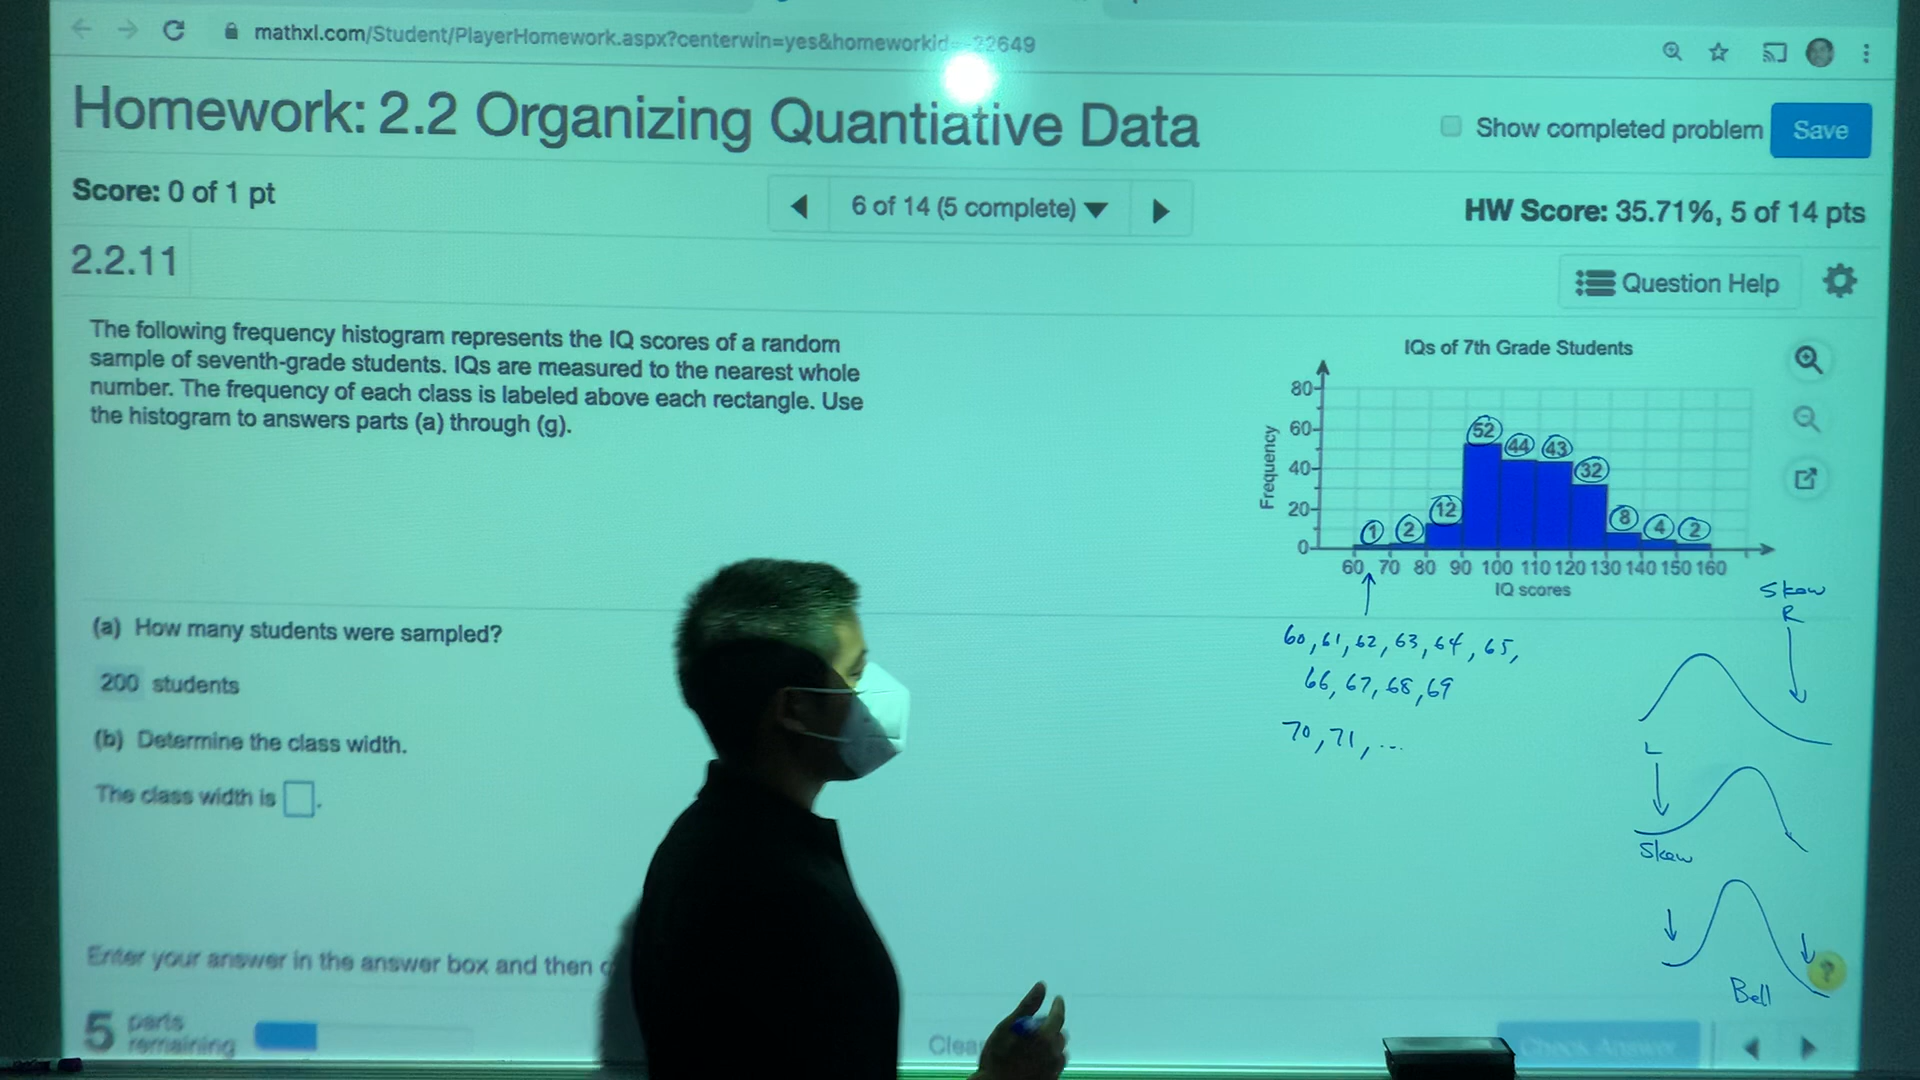 mathxl.com/Student/PlayerHomework.aspx?centerwin=yes&homeworkid 22649
Homework: 2.2 Organizing Quantiative Data
Show completed problem
Save
Score: 0 of 1 pt
6 of 14 (5 complete)
HW Score: 35.71%, 5 of 14 pts
2.2.11
Question Help
The following frequency histogram represents the IQ scores of a random
sample of seventh-grade students. IQs are measured to the nearest whole
number. The frequency of each class is labeled above each rectangle. Use
the histogram to answers parts (a) through (g).
IQs of 7th Grade Students
Frequency
80
60
40
20
0
1 2 12 52 44 43 32 8 4 2
60 70 80 90 100 110 120 130 140 150 160
IQ scores
(a) How many students were sampled?
200 students
(b) Determine the class width.
The class width is .
60, 61, 62, 63, 64, 65,
66, 67, 68, 69
70, 71, ...
Skew
R
L
Skew
Bell
?
Enter your answer in the answer box and then
5 parts
remaining
Clea
Check Answer